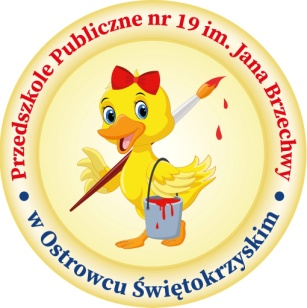 Przedszkole Publiczne nr 19 im. Jana Brzechwy
• w Ostrowcu Świętokrzyskim •